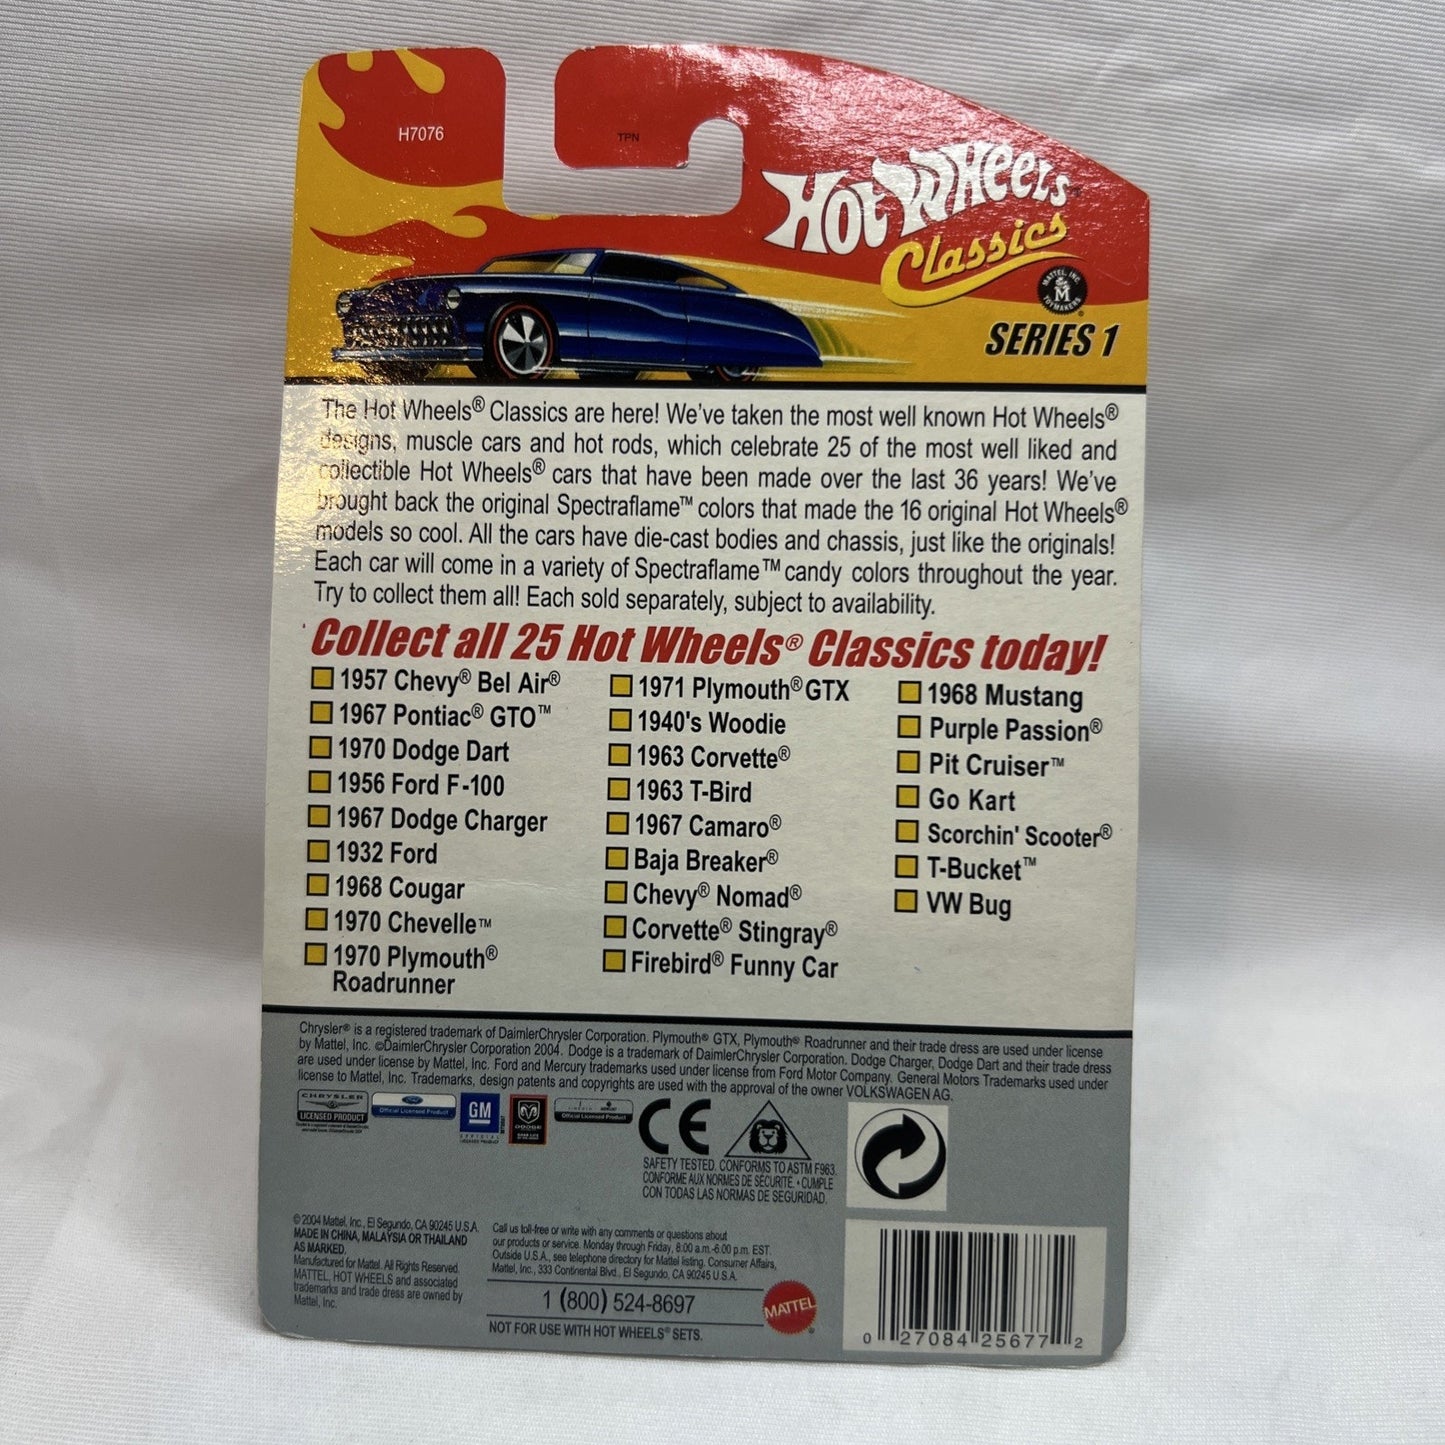 H7076
TPN
HOT WHEELS™
Classics
MATTEL, INC.
M
TOYMAKERS
SERIES 1
The Hot Wheels® Classics are here! We've taken the most well known Hot Wheels®
designs, muscle cars and hot rods, which celebrate 25 of the most well liked and
collectible Hot Wheels® cars that have been made over the last 36 years! We've
brought back the original Spectraflame™ colors that made the 16 original Hot Wheels®
models so cool. All the cars have die-cast bodies and chassis, just like the originals!
Each car will come in a variety of Spectraflame™ candy colors throughout the year.
Try to collect them all! Each sold separately, subject to availability.
Collect all 25 Hot Wheels® Classics today!
1957 Chevy® Bel Air®
1967 Pontiac® GTO™
1970 Dodge Dart
1956 Ford F-100
1967 Dodge Charger
1932 Ford
1968 Cougar
1970 Chevelle™
1970 Plymouth®
Roadrunner
1971 Plymouth® GTX
1940's Woodie
1963 Corvette®
1963 T-Bird
1967 Camaro®
Baja Breaker®
Chevy® Nomad®
Corvette® Stingray®
Firebird® Funny Car
1968 Mustang
Purple Passion®
Pit Cruiser™
Go Kart
Scorchin' Scooter®
T-Bucket™
VW Bug
Chrysler® is a registered trademark of DaimlerChrysler Corporation. Plymouth® GTX, Plymouth® Roadrunner and their trade dress are used under license
by Mattel, Inc. ©DaimlerChrysler Corporation 2004. Dodge is a trademark of DaimlerChrysler Corporation. Dodge Charger, Dodge Dart and their trade dress
are used under license by Mattel, Inc. Ford and Mercury trademarks used under license from Ford Motor Company. General Motors Trademarks used under
license to Mattel, Inc. Trademarks, design patents and copyrights are used with the approval of the owner VOLKSWAGEN AG.
CHRYSLER
LICENSED PRODUCT
Official Licensed Product
GM
OFFICIAL
LICENSED PRODUCT
DODGE
Official Licensed Product
CE
SAFETY TESTED. CONFORMS TO ASTM F963.
CONFORME AUX NORMES DE SÉCURITÉ. • CUMPLE
CON TODAS LAS NORMAS DE SEGURIDAD.
© 2004 Mattel, Inc., El Segundo, CA 90245 U.S.A.
MADE IN CHINA, MALAYSIA OR THAILAND
AS MARKED.
Manufactured for Mattel. All Rights Reserved.
MATTEL, HOT WHEELS and associated
trademarks and trade dress are owned by
Mattel, Inc.
Call us toll-free or write with any comments or questions about
our products or service. Monday through Friday, 8:00 a.m.-6:00 p.m. EST.
Outside U.S.A., see telephone directory for Mattel listing. Consumer Affairs,
Mattel, Inc., 333 Continental Blvd., El Segundo, CA 90245 U.S.A.
1 (800) 524-8697
NOT FOR USE WITH HOT WHEELS® SETS.
MATTEL®
0 27084 25677 2